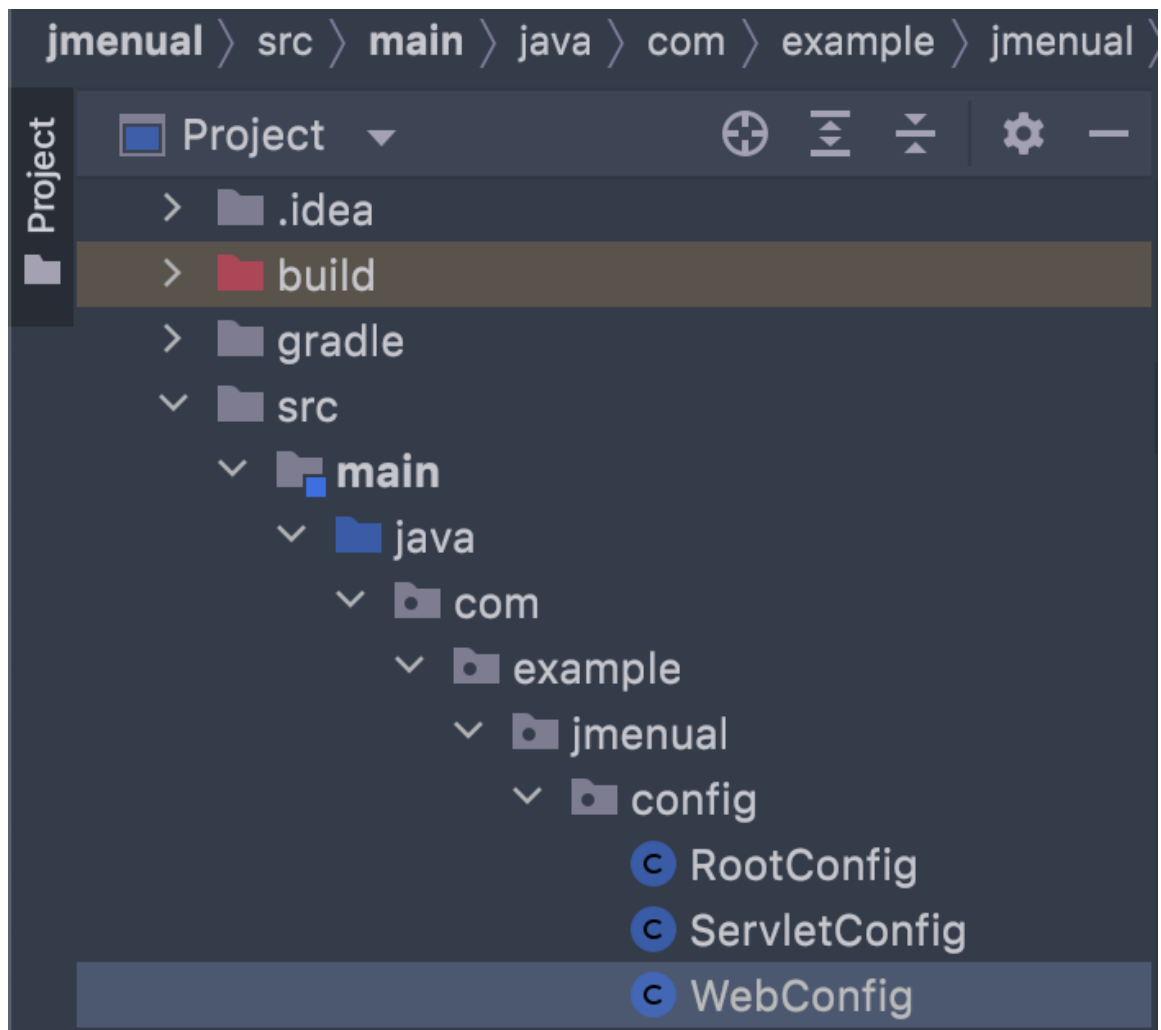 jmenual 〉 src 〉 main 〉 java 〉 com 〉 example 〉 jmenual 〉
Project
Project
.idea
build
gradle
src
main
java
com
example
jmenual
config
C RootConfig
C ServletConfig
C WebConfig